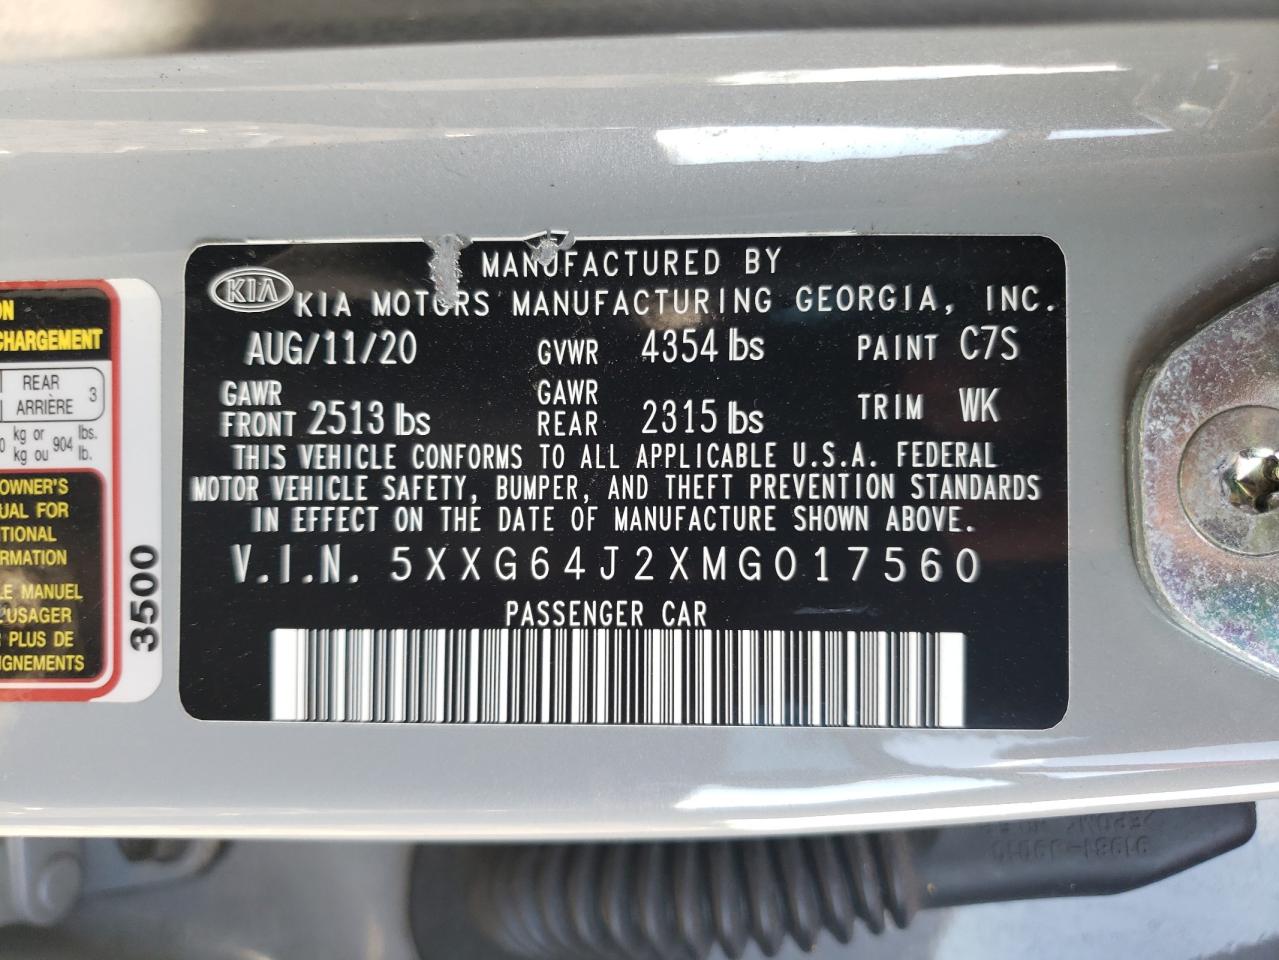 ON
CHARGEMENT
REAR
ARRIÈRE
3
kg or
kg ou
904
lbs.
lb.
OWNER'S
UAL FOR
ITIONAL
RMATION
LE MANUEL
L'USAGER
R PLUS DE
IGNEMENTS
3500
KIA
MANUFACTURED BY
KIA MOTORS MANUFACTURING GEORGIA, INC.
AUG/11/20 GVWR 4354 lbs PAINT C7S
GAWR FRONT 2513 lbs GAWR REAR 2315 lbs TRIM WK
THIS VEHICLE CONFORMS TO ALL APPLICABLE U.S.A. FEDERAL
MOTOR VEHICLE SAFETY, BUMPER, AND THEFT PREVENTION STANDARDS
IN EFFECT ON THE DATE OF MANUFACTURE SHOWN ABOVE.
V.I.N. 5XXG64J2XMG017560
PASSENGER CAR